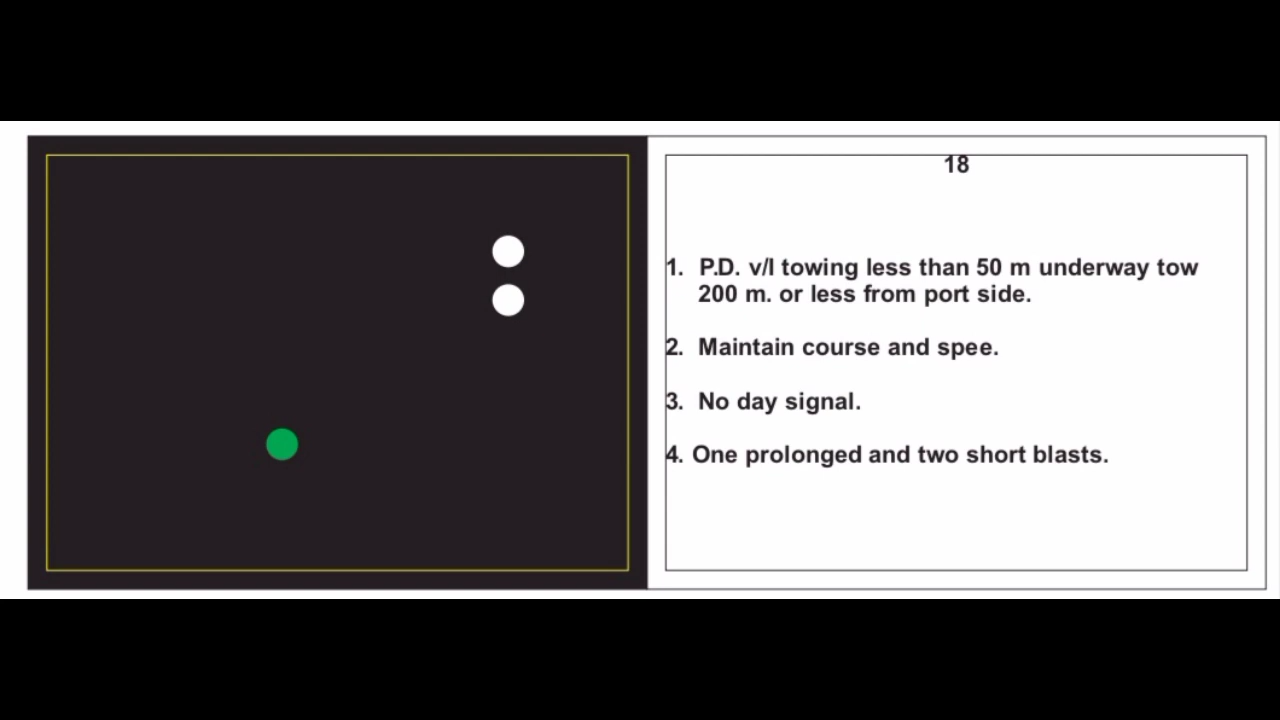 18
1. P.D. v/l towing less than 50 m underway tow
200 m. or less from port side.
2. Maintain course and spee.
3. No day signal.
4. One prolonged and two short blasts.